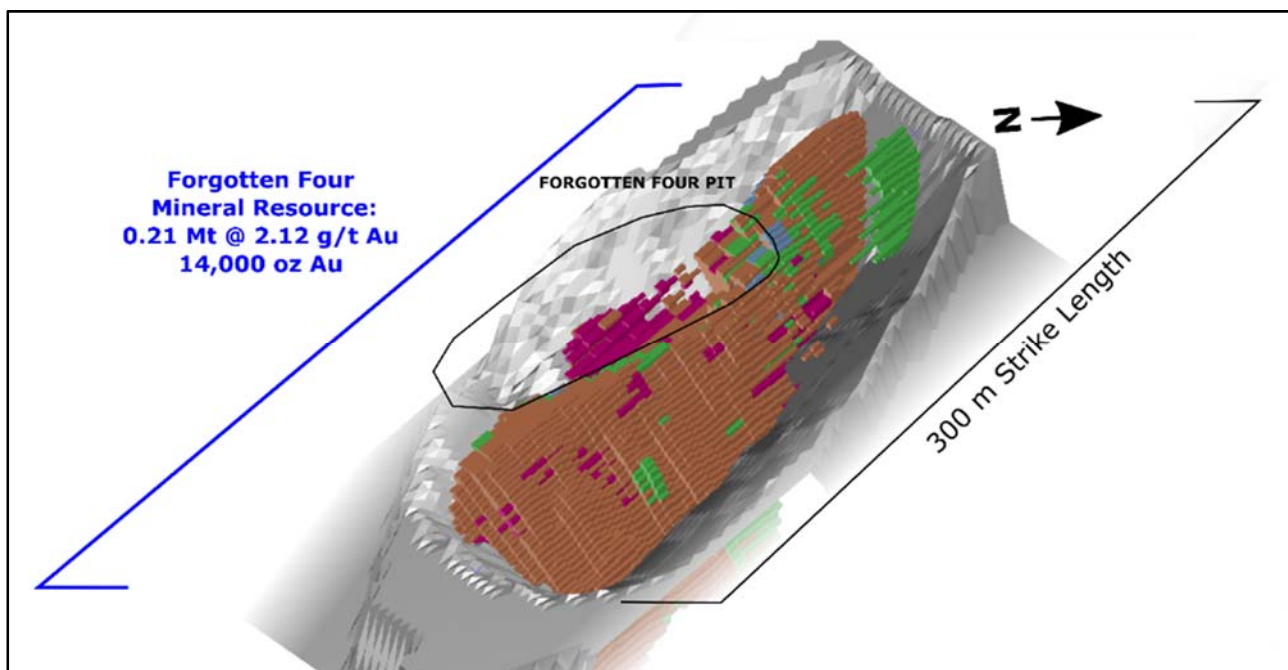 Forgotten Four
Mineral Resource:
0.21 Mt @ 2.12 g/t Au
14,000 oz Au
FORGOTTEN FOUR PIT
N
300 m Strike Length